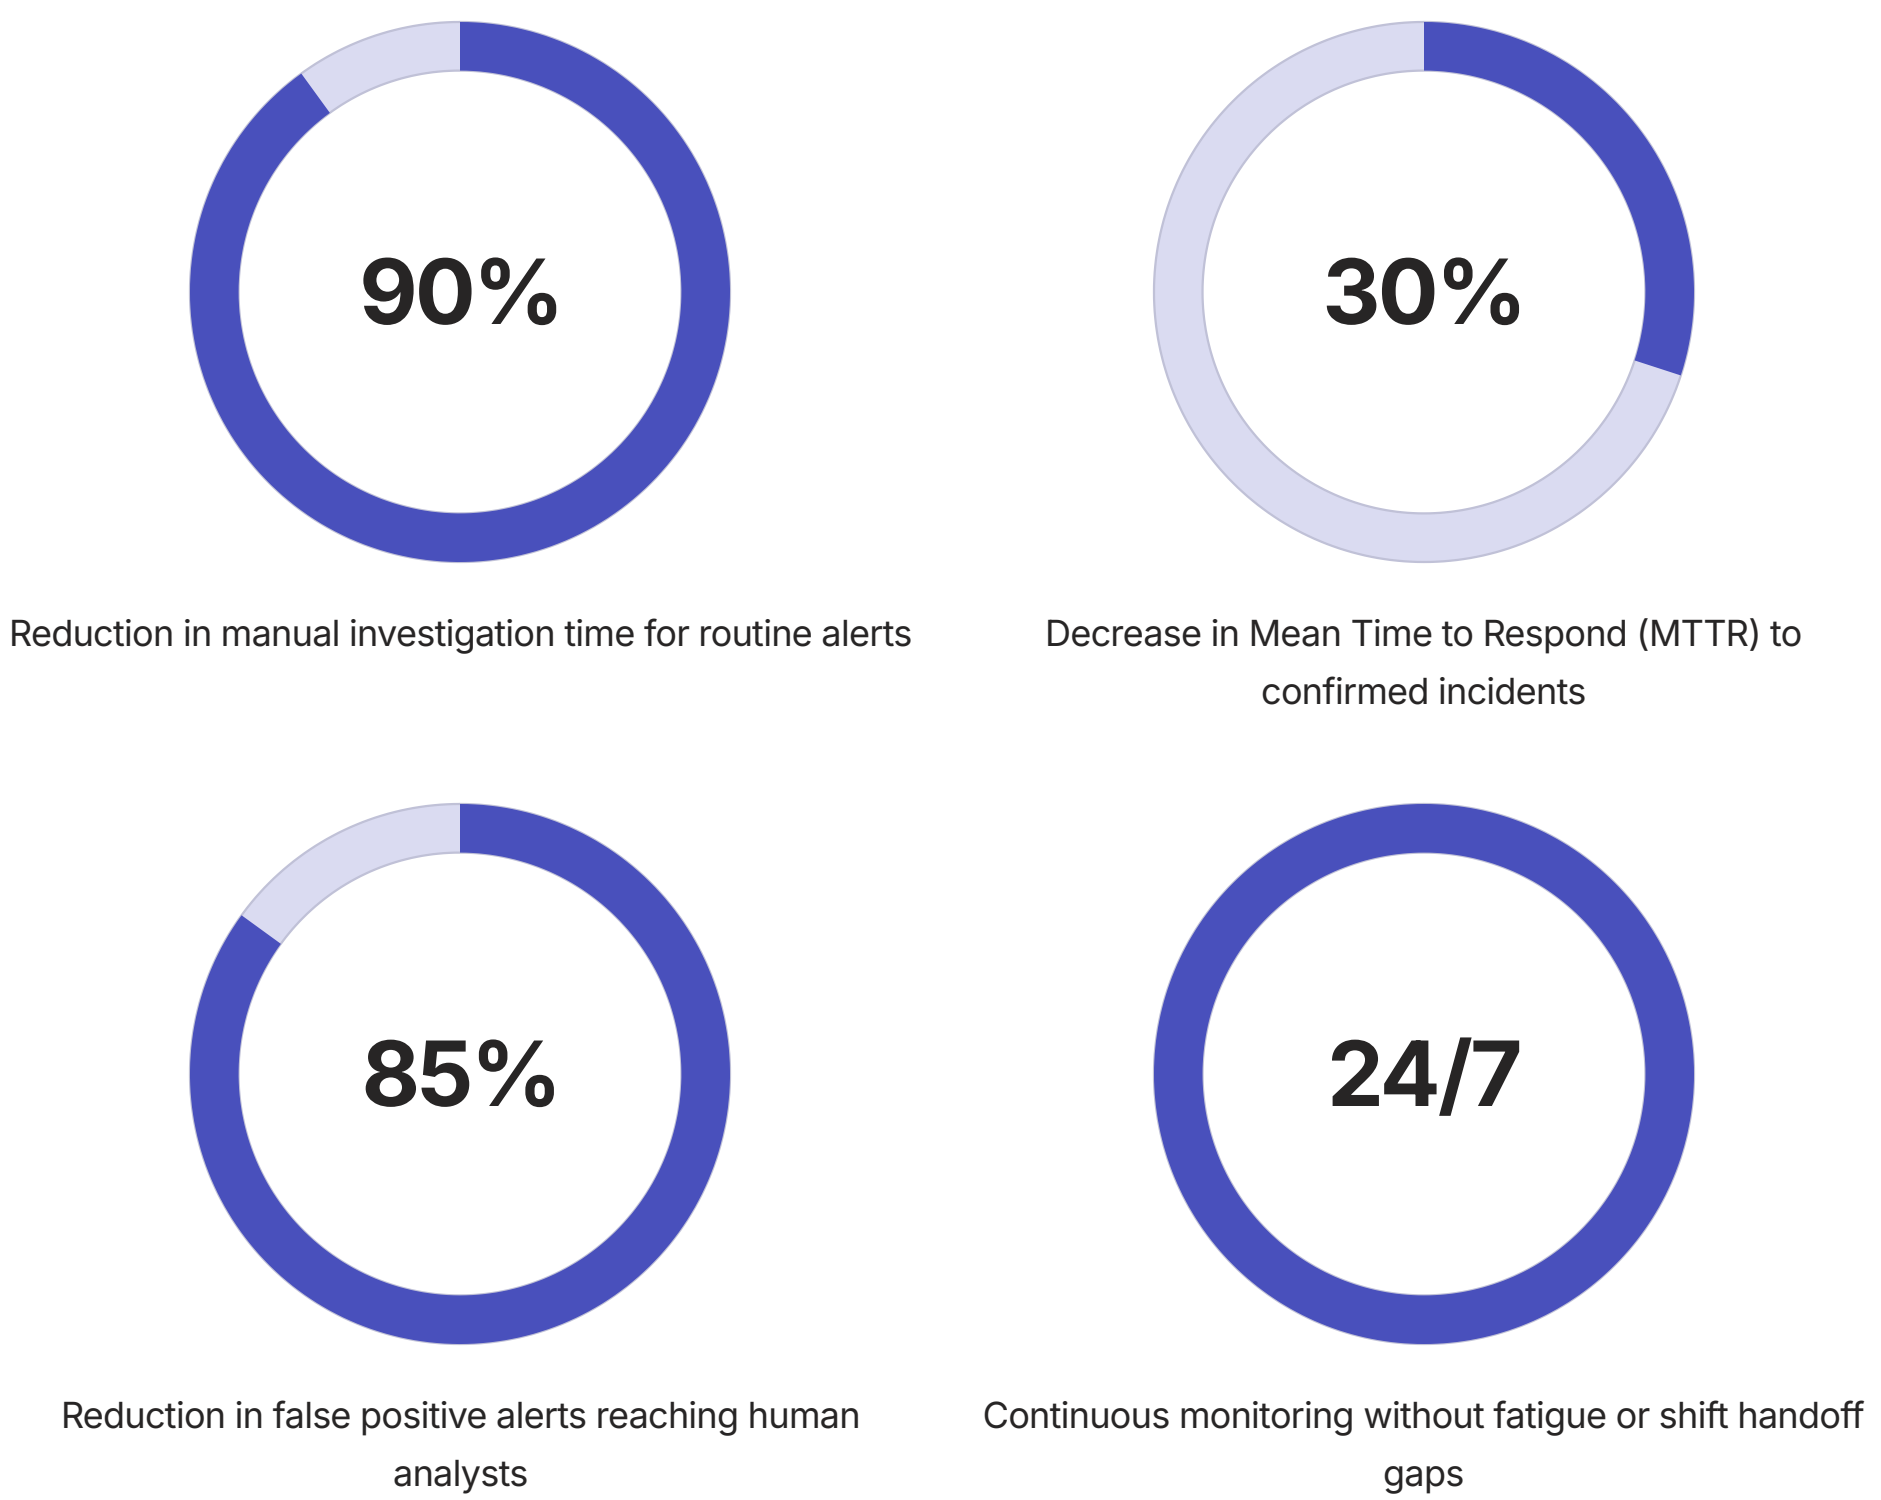 90%
Reduction in manual investigation time for routine alerts
30%
Decrease in Mean Time to Respond (MTTR) to
confirmed incidents
85%
Reduction in false positive alerts reaching human
analysts
24/7
Continuous monitoring without fatigue or shift handoff
gaps